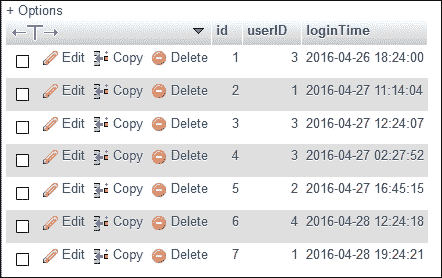 + Options
←T→ id userID loginTime
Edit Copy Delete 1 3 2016-04-26 18:24:00
Edit Copy Delete 2 1 2016-04-27 11:14:04
Edit Copy Delete 3 3 2016-04-27 12:24:07
Edit Copy Delete 4 3 2016-04-27 02:27:52
Edit Copy Delete 5 2 2016-04-27 16:45:15
Edit Copy Delete 6 4 2016-04-28 12:24:18
Edit Copy Delete 7 1 2016-04-28 19:24:21